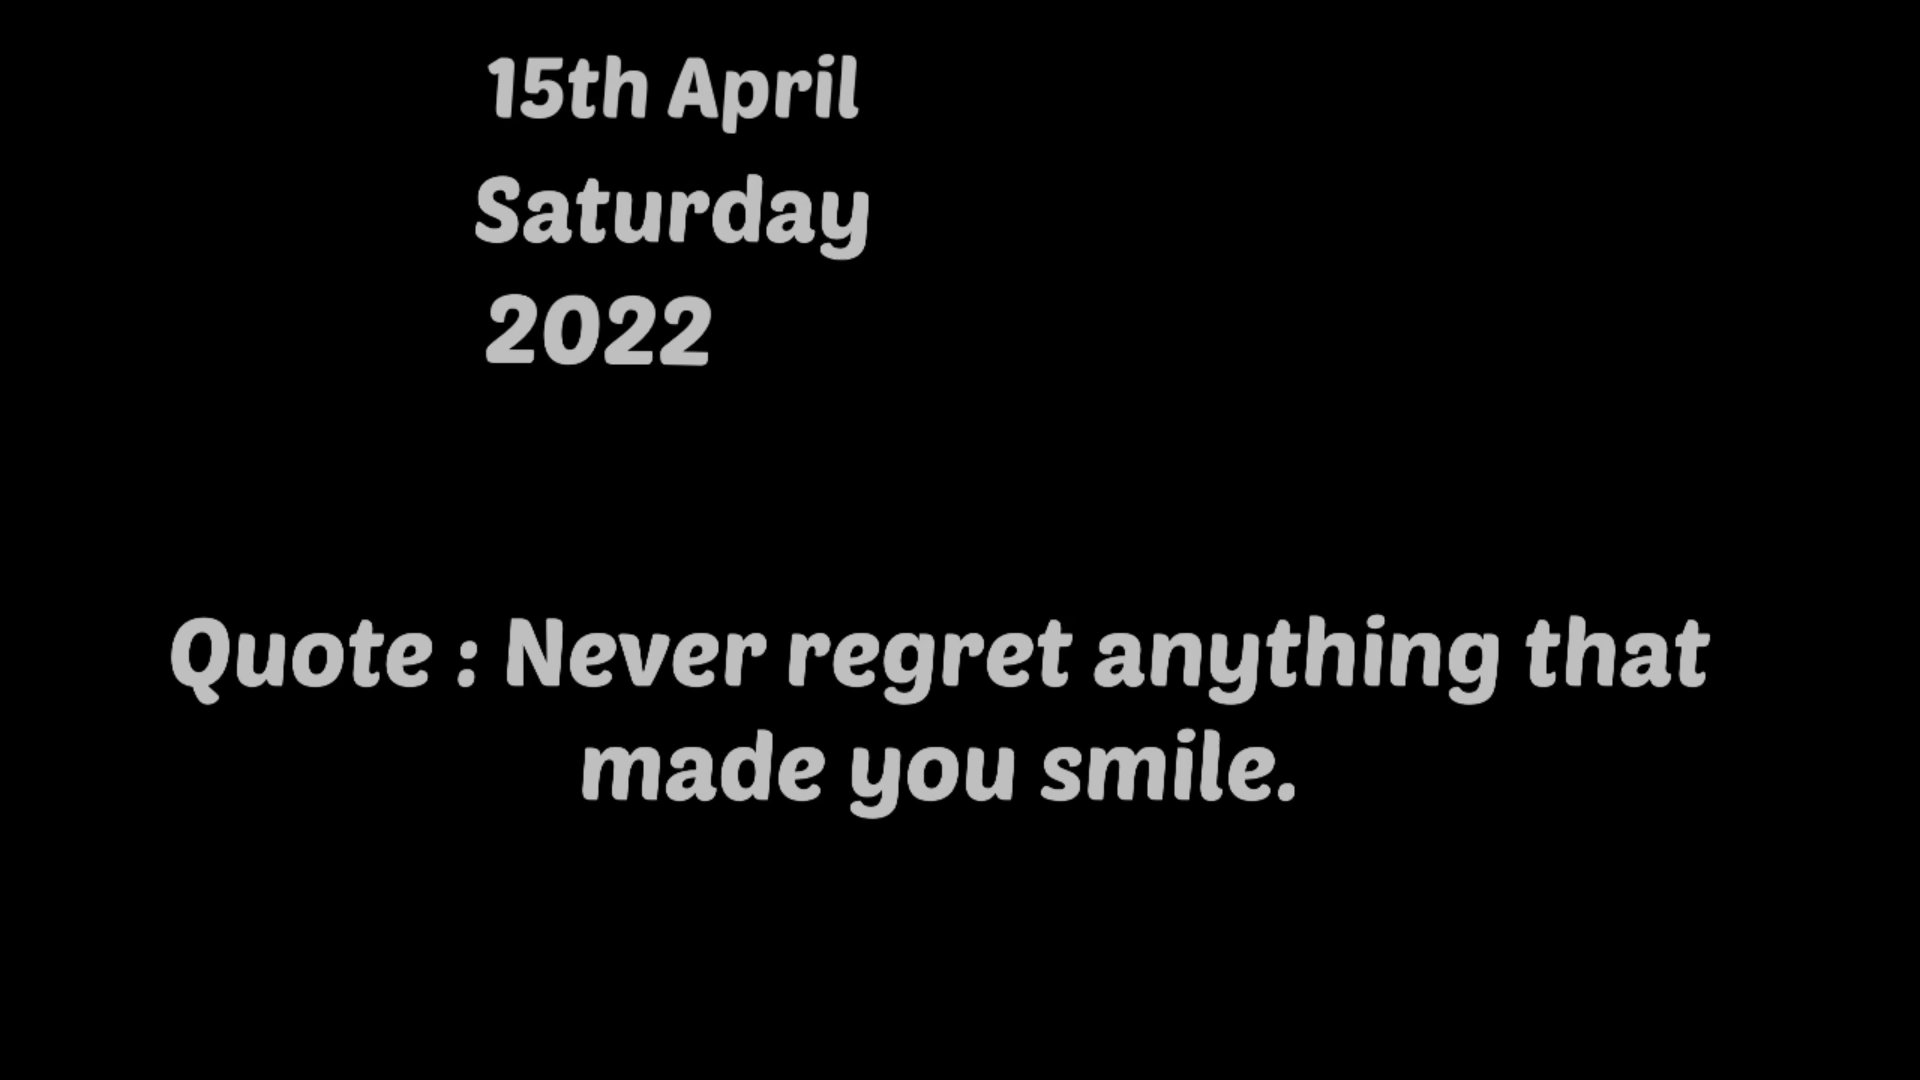 15th April
Saturday
2022
Quote : Never regret anything that
made you smile.